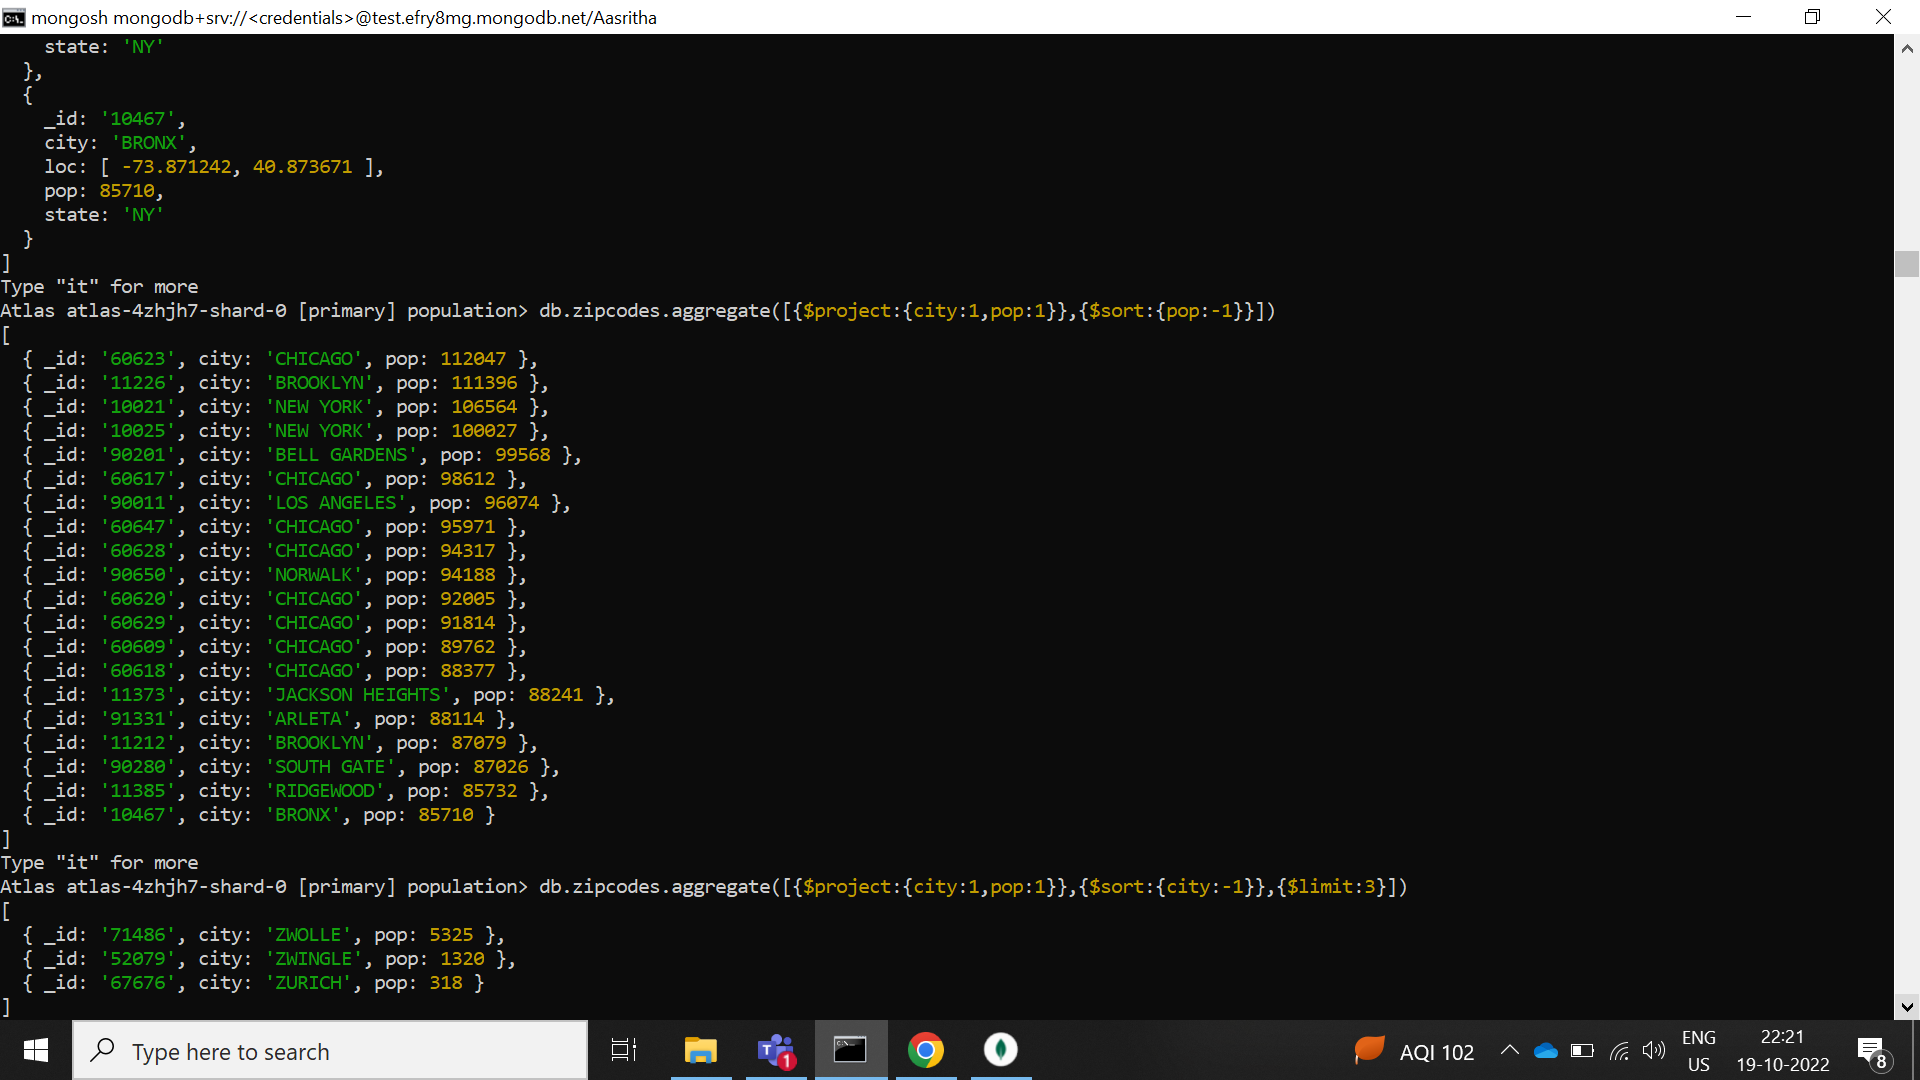 mongosh mongodb+srv://<credentials>@test.efry8mg.mongodb.net/Aasritha
    state: 'NY'
  },
  {
    _id: '10467',
    city: 'BRONX',
    loc: [ -73.871242, 40.873671 ],
    pop: 85710,
    state: 'NY'
  }
]
Type "it" for more
Atlas atlas-4zhjh7-shard-0 [primary] population> db.zipcodes.aggregate([{$project:{city:1,pop:1}},{$sort:{pop:-1}}])
[
  { _id: '60623', city: 'CHICAGO', pop: 112047 },
  { _id: '11226', city: 'BROOKLYN', pop: 111396 },
  { _id: '10021', city: 'NEW YORK', pop: 106564 },
  { _id: '10025', city: 'NEW YORK', pop: 100027 },
  { _id: '90201', city: 'BELL GARDENS', pop: 99568 },
  { _id: '60617', city: 'CHICAGO', pop: 98612 },
  { _id: '90011', city: 'LOS ANGELES', pop: 96074 },
  { _id: '60647', city: 'CHICAGO', pop: 95971 },
  { _id: '60628', city: 'CHICAGO', pop: 94317 },
  { _id: '90650', city: 'NORWALK', pop: 94188 },
  { _id: '60620', city: 'CHICAGO', pop: 92005 },
  { _id: '60629', city: 'CHICAGO', pop: 91814 },
  { _id: '60609', city: 'CHICAGO', pop: 89762 },
  { _id: '60618', city: 'CHICAGO', pop: 88377 },
  { _id: '11373', city: 'JACKSON HEIGHTS', pop: 88241 },
  { _id: '91331', city: 'ARLETA', pop: 88114 },
  { _id: '11212', city: 'BROOKLYN', pop: 87079 },
  { _id: '90280', city: 'SOUTH GATE', pop: 87026 },
  { _id: '11385', city: 'RIDGEWOOD', pop: 85732 },
  { _id: '10467', city: 'BRONX', pop: 85710 }
]
Type "it" for more
Atlas atlas-4zhjh7-shard-0 [primary] population> db.zipcodes.aggregate([{$project:{city:1,pop:1}},{$sort:{city:-1}},{$limit:3}])
[
  { _id: '71486', city: 'ZWOLLE', pop: 5325 },
  { _id: '52079', city: 'ZWINGLE', pop: 1320 },
  { _id: '67676', city: 'ZURICH', pop: 318 }
]
Type here to search
T
1
AQI 102
ENG
US
22:21
19-10-2022
8